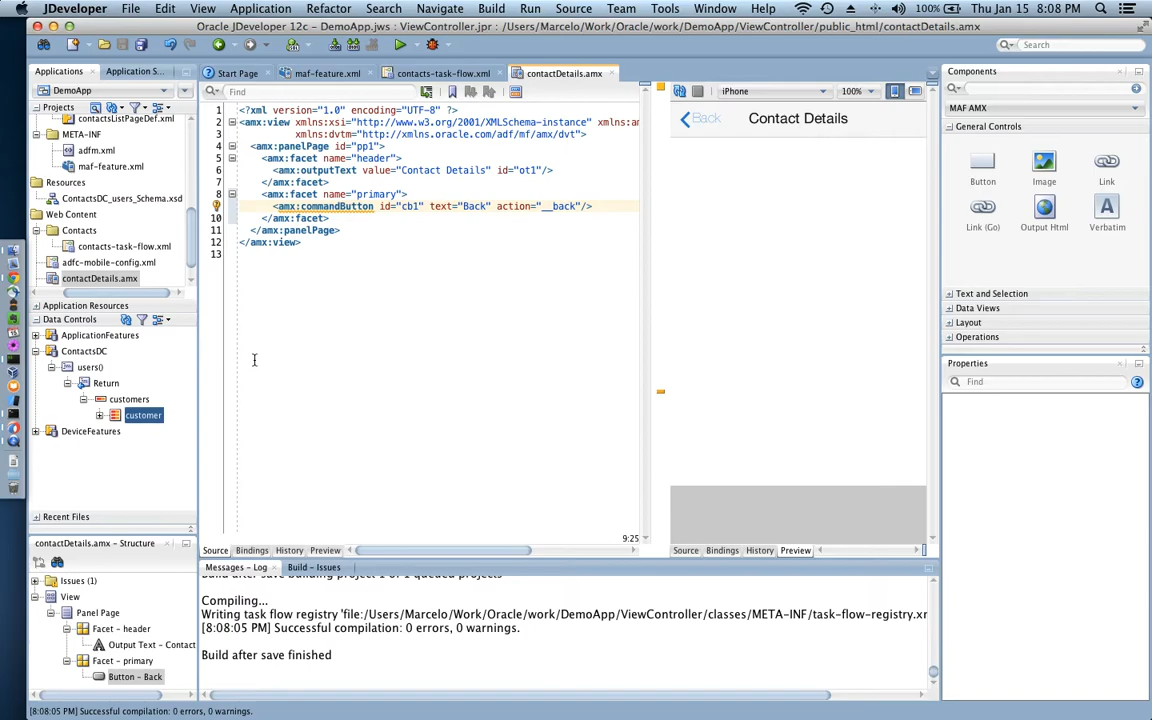 JDeveloper File Edit View Application Refactor Search Navigate Build Run Source Team Tools Window Help 100% Thu Jan 15 8:08 PM
Oracle JDeveloper 12c - DemoApp.jws : ViewController.jpr : /Users/Marcelo/Work/Oracle/work/DemoApp/ViewController/public_html/contactDetails.amx
Search
Applications
Application S...
DemoApp
Projects
contactsListPageDef.xml
META-INF
adfm.xml
maf-feature.xml
Resources
ContactsDC_users_Schema.xsd
Web Content
Contacts
contacts-task-flow.xml
adfc-mobile-config.xml
contactDetails.amx
Application Resources
Data Controls
ApplicationFeatures
ContactsDC
users()
Return
customers
customer
DeviceFeatures
Recent Files
contactDetails.amx - Structure
Issues (1)
View
Panel Page
Facet - header
Output Text - Contact
Facet - primary
Button - Back
Start Page
maf-feature.xml
contacts-task-flow.xml
contactDetails.amx
Find
1 <?xml version="1.0" encoding="UTF-8" ?>
2 <amx:view xmlns:xsi="http://www.w3.org/2001/XMLSchema-instance" xmlns:am
3 xmlns:dvtm="http://xmlns.oracle.com/adf/mf/amx/dvt">
4 <amx:panelPage id="pp1">
5 <amx:facet name="header">
6 <amx:outputText value="Contact Details" id="ot1"/>
7 </amx:facet>
8 <amx:facet name="primary">
<amx:commandButton id="cb1" text="Back" action="__back"/>
10 </amx:facet>
11 </amx:panelPage>
12 </amx:view>
13
9:25
Source Bindings History Preview
iPhone 100%
Back
Contact Details
Source Bindings History Preview
Messages - Log
Build - Issues
Build after save building project 1 of 1 queued projects
Compiling...
Writing task flow registry 'file:/Users/Marcelo/Work/Oracle/work/DemoApp/ViewController/classes/META-INF/task-flow-registry.xr
[8:08:05 PM] Successful compilation: 0 errors, 0 warnings.
Build after save finished
Components
MAF AMX
General Controls
Button
Image
Link
Link (Go)
Output Html
Verbatim
Text and Selection
Data Views
Layout
Operations
Properties
Find
[8:08:05 PM] Successful compilation: 0 errors, 0 warnings.